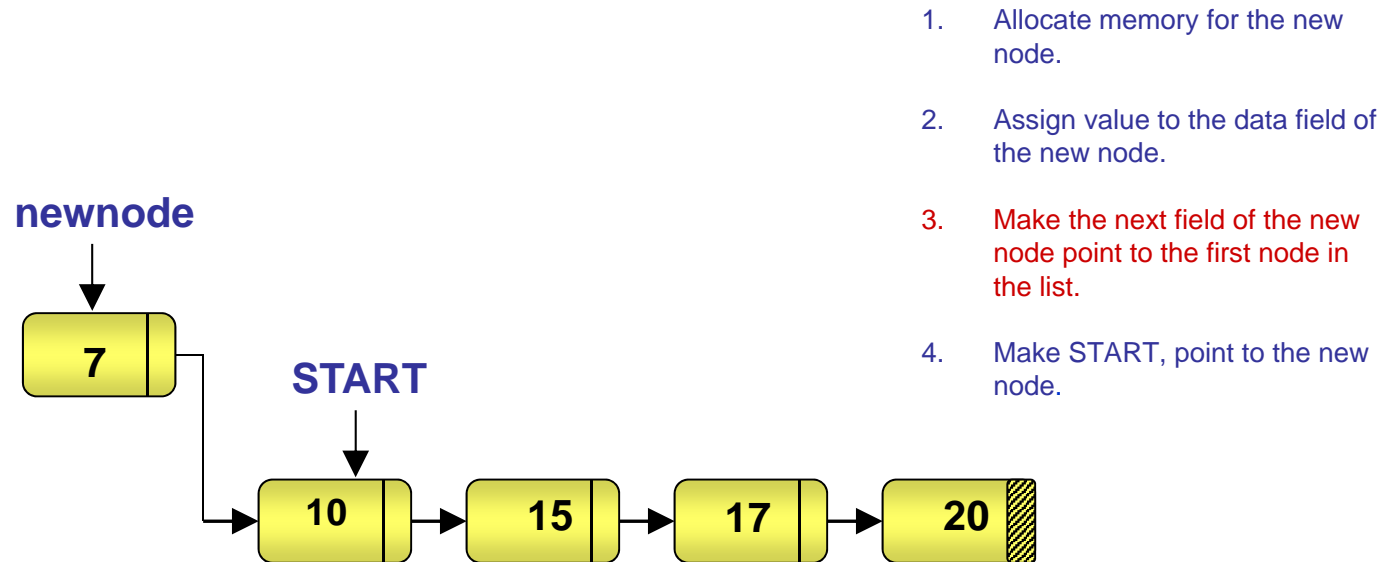 1. Allocate memory for the new
node.
2. Assign value to the data field of
the new node.
3. Make the next field of the new
node point to the first node in
the list.
4. Make START, point to the new
node.
newnode
7
START
10 15 17 20